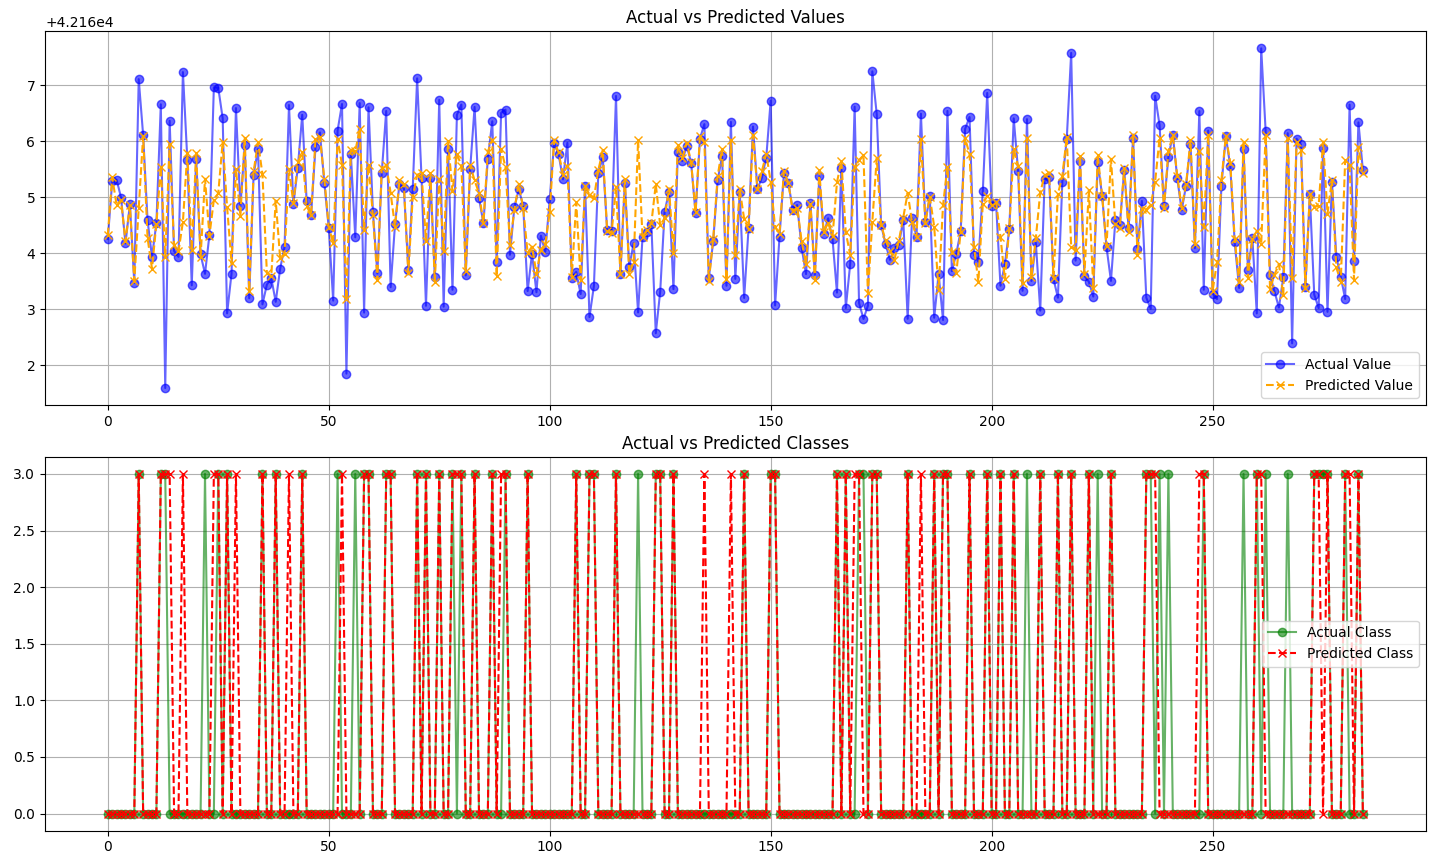 Actual vs Predicted Values
+4.216e4
7
6
5
4
3
2
Actual Value
Predicted Value
0 50 100 150 200 250
Actual vs Predicted Classes
3.0
2.5
2.0
1.5
1.0
0.5
0.0
Actual Class
Predicted Class
0 50 100 150 200 250